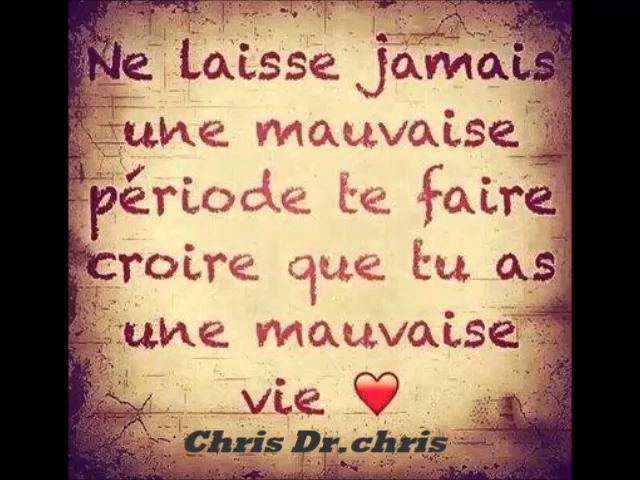 Ne laisse jamais
une mauvaise
période te faire
croire que tu as
une mauvaise
vie ❤
Chris Dr.chris